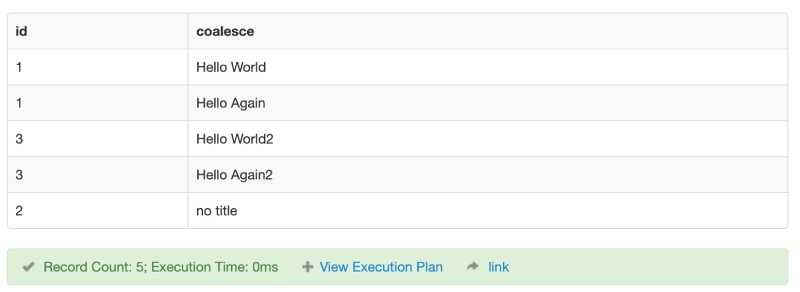 id coalesce
1 Hello World
1 Hello Again
3 Hello World2
3 Hello Again2
2 no title
Record Count: 5; Execution Time: 0ms View Execution Plan link